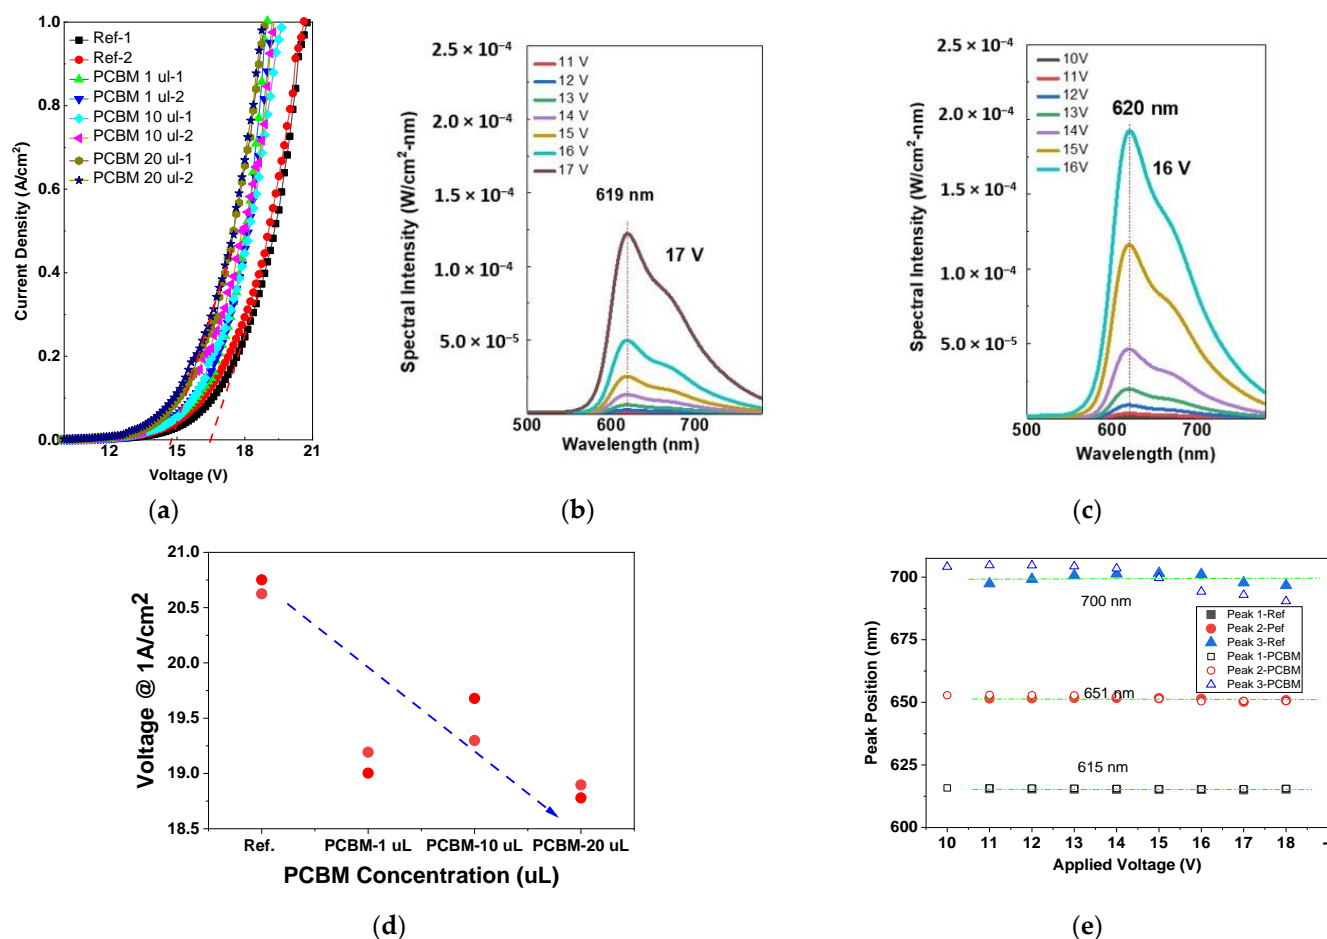 1.0
0.8
0.6
0.4
0.2
0.0
Current Density (A/cm²)
Ref-1
Ref-2
PCBM 1 ul-1
PCBM 1 ul-2
PCBM 10 ul-1
PCBM 10 ul-2
PCBM 20 ul-1
PCBM 20 ul-2
12 15 18 21
Voltage (V)
(a)
2.5 × 10⁻⁴
2.0 × 10⁻⁴
1.5 × 10⁻⁴
1.0 × 10⁻⁴
5.0 × 10⁻⁵
Spectral Intensity (W/cm²-nm)
11 V
12 V
13 V
14 V
15 V
16 V
17 V
619 nm
17 V
500 600 700
Wavelength (nm)
(b)
2.5 × 10⁻⁴
2.0 × 10⁻⁴
1.5 × 10⁻⁴
1.0 × 10⁻⁴
5.0 × 10⁻⁵
Spectral Intensity (W/cm²-nm)
10V
11V
12V
13V
14V
15V
16V
620 nm
16 V
500 600 700
Wavelength (nm)
(c)
21.0
20.5
20.0
19.5
19.0
18.5
Voltage @ 1A/cm²
Ref. PCBM-1 uL PCBM-10 uL PCBM-20 uL
PCBM Concentration (uL)
(d)
700
675
650
625
600
Peak Position (nm)
700 nm
651 nm
615 nm
Peak 1-Ref
Peak 2-Pef
Peak 3-Ref
Peak 1-PCBM
Peak 2-PCBM
Peak 3-PCBM
10 11 12 13 14 15 16 17 18 -
Applied Voltage (V)
(e)